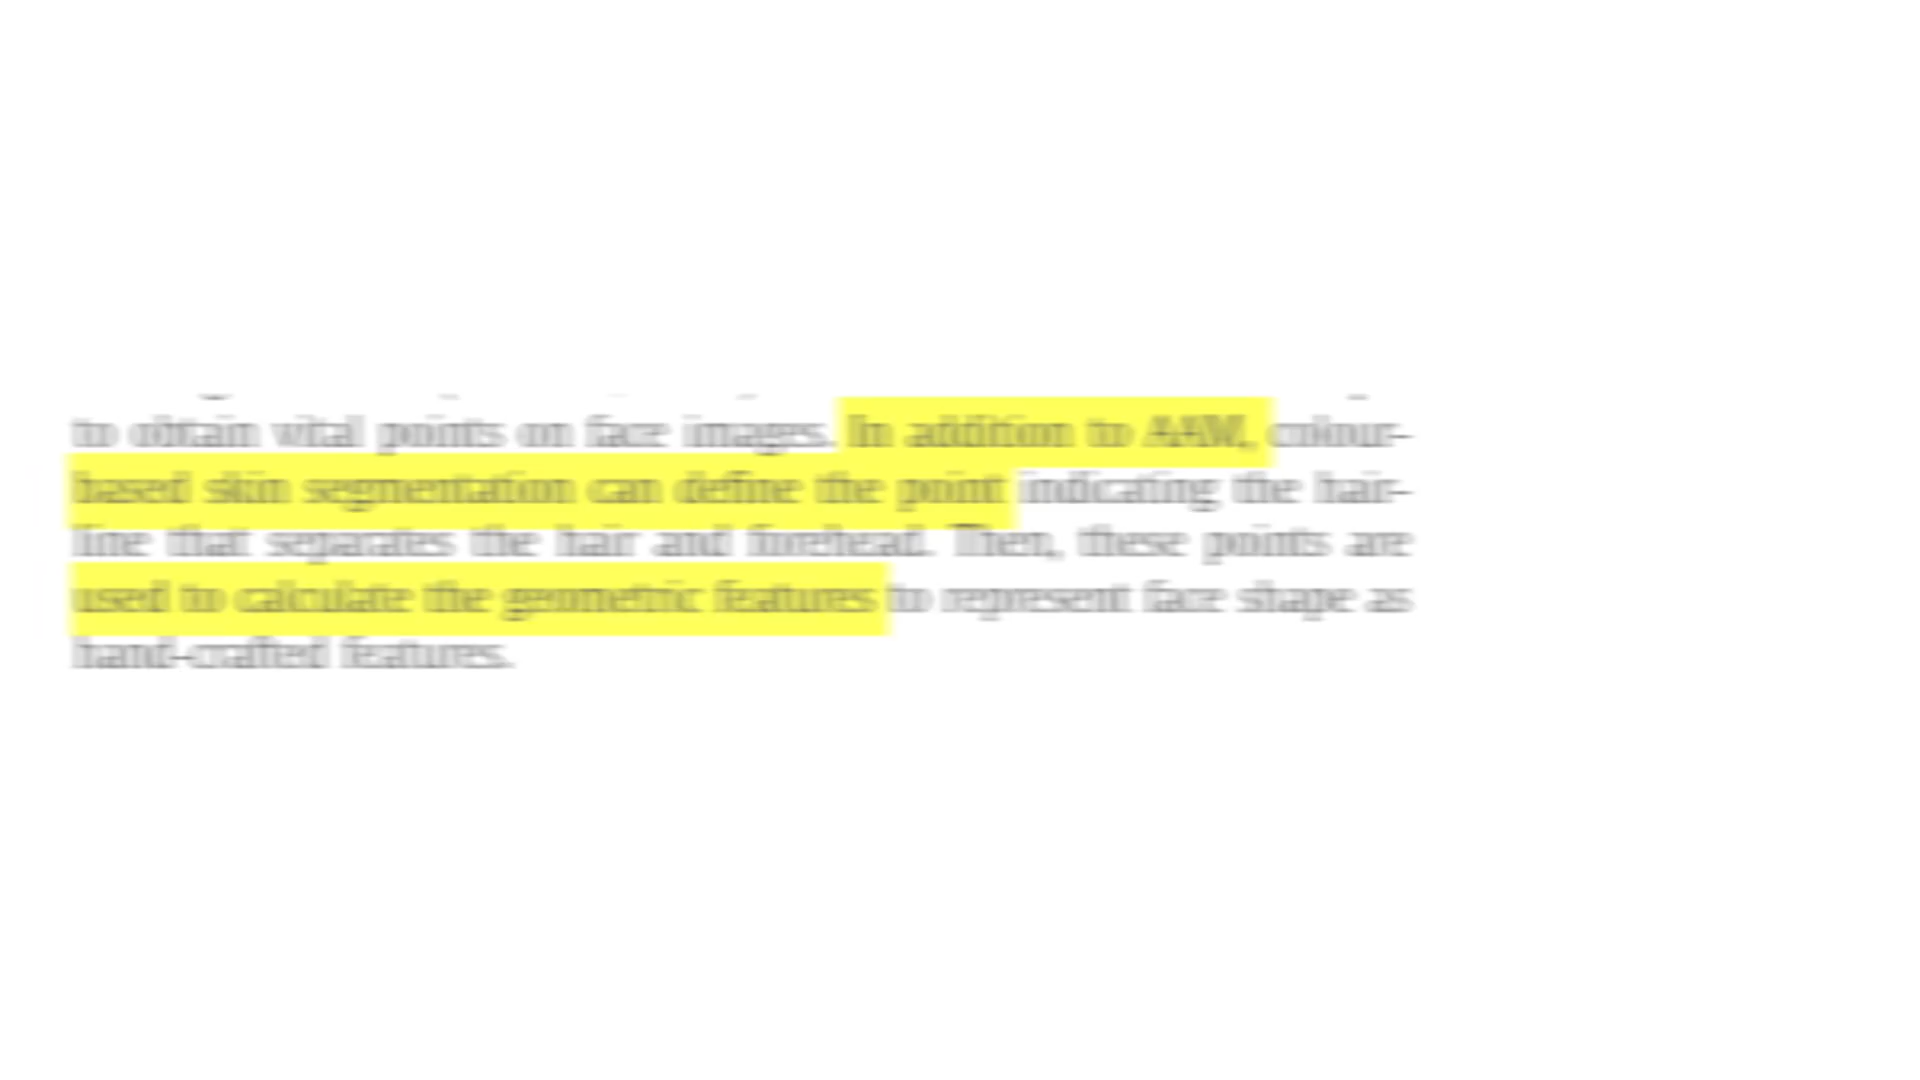 to obtain vital points on face images. In addition to AAM, colour-
based skin segmentation can define the point indicating the hair-
line that separates the hair and forehead. Then, these points are
used to calculate the geometric features to represent face shape as
hand-crafted features.